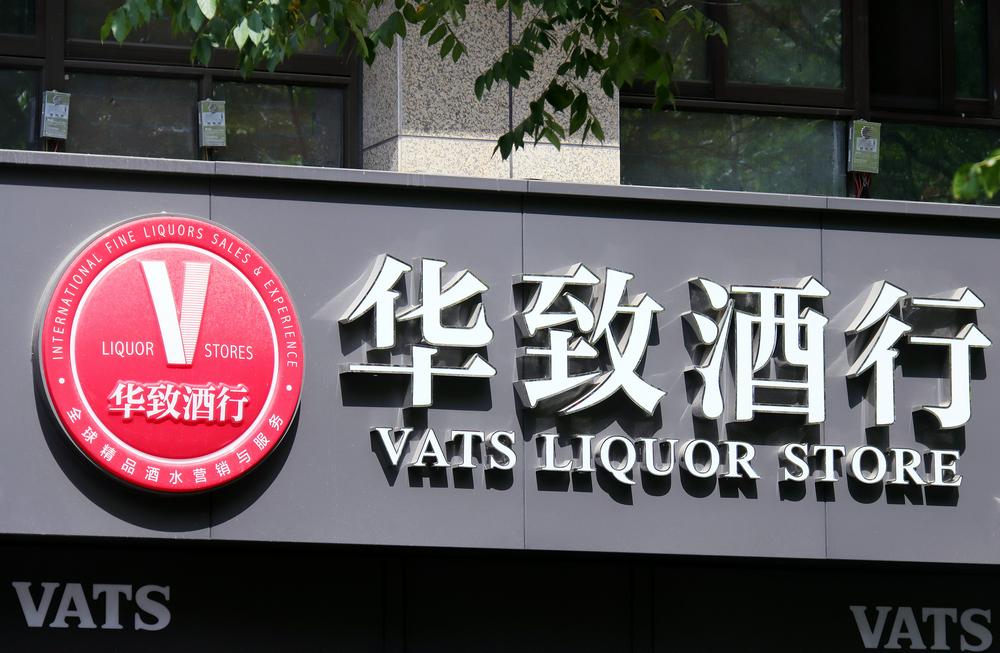 INTERNATIONAL FINE LIQUORS SALES & EXPERIENCE
V
LIQUOR STORES
华致酒行
·全球精品酒水营销与服务·
华致酒行
VATS LIQUOR STORE
VATS
VATS